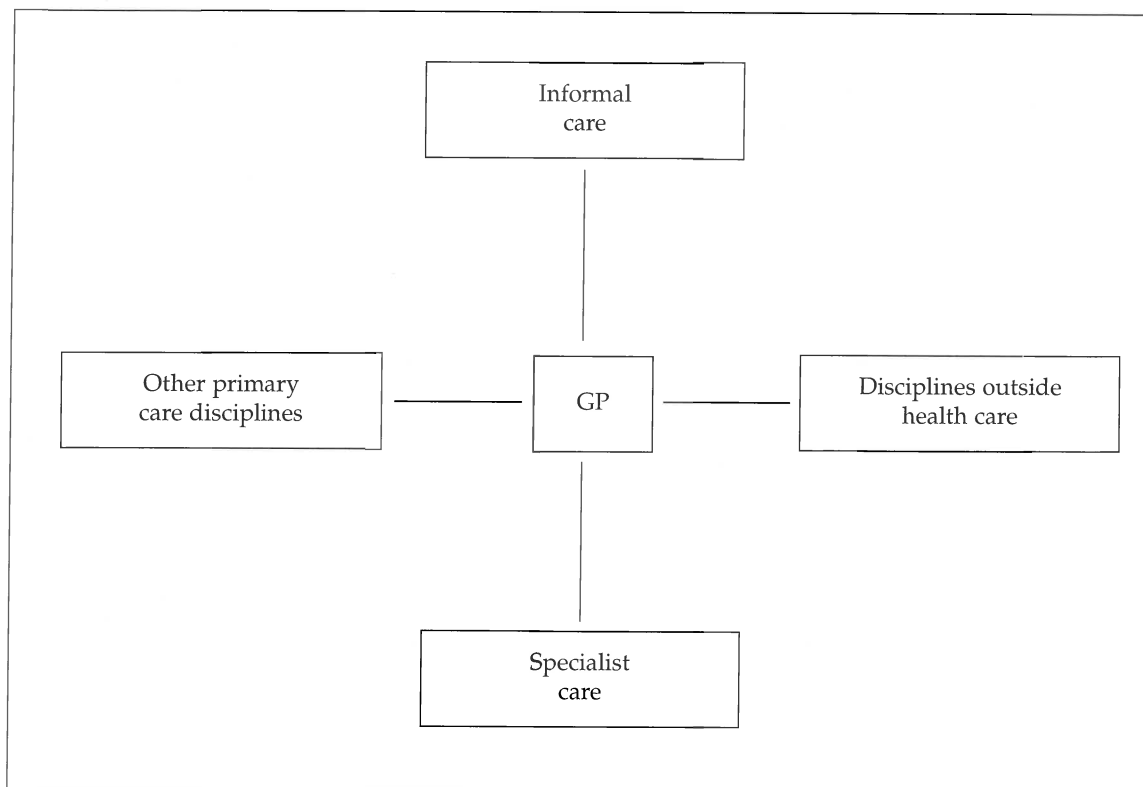 Informal
care
Other primary
care disciplines
GP
Disciplines outside
health care
Specialist
care